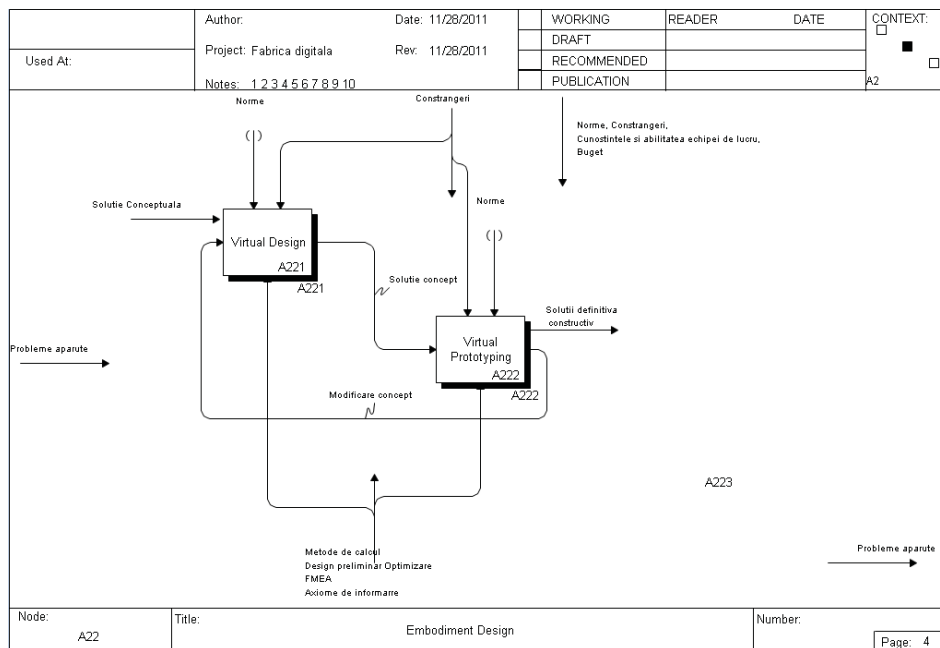 Used At:
Author:
Date: 11/28/2011
Project: Fabrica digitala
Rev: 11/28/2011
Notes: 1 2 3 4 5 6 7 8 9 10
WORKING
DRAFT
RECOMMENDED
PUBLICATION
READER
DATE
CONTEXT:
A2
Norme
Constrangeri
Norme, Constrangeri,
Cunostintele si abilitatea echipei de lucru,
Buget
( )
Solutie Conceptuala
Norme
Virtual Design
A221
A221
( )
Solutie concept
Solutii definitiva
constructiv
Probleme aparute
Virtual
Prototyping
A222
A222
Modificare concept
A223
Metode de calcul
Design preliminar Optimizare
FMEA
Axiome de informarre
Probleme aparute
Node:
A22
Title:
Embodiment Design
Number:
Page: 4